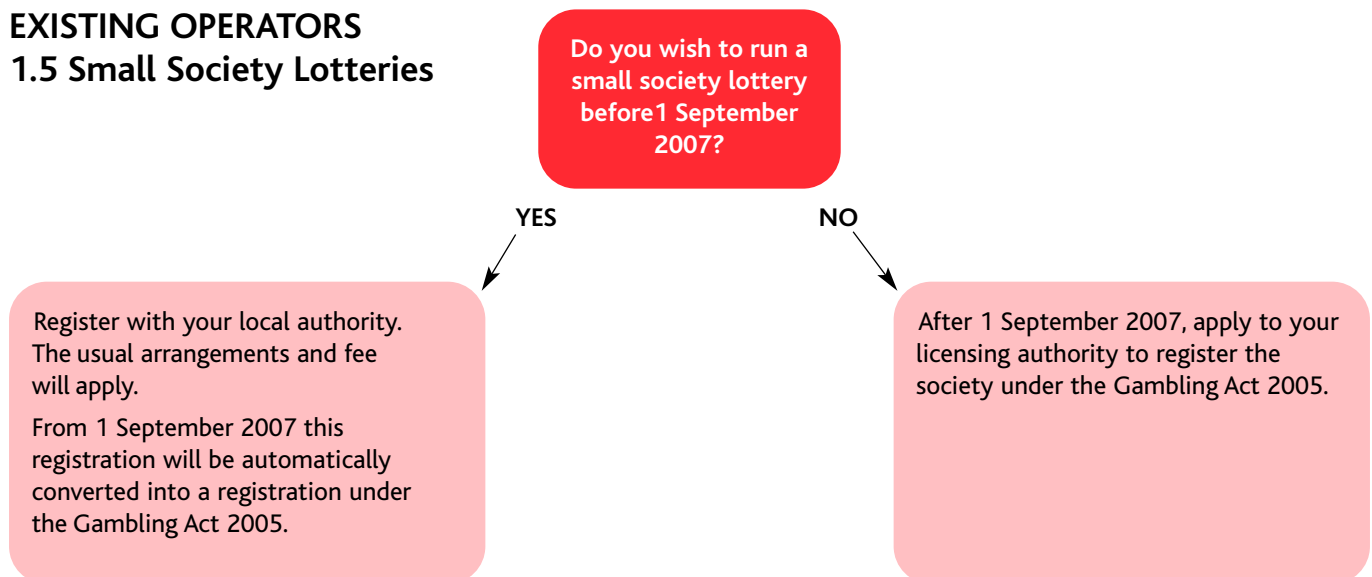 EXISTING OPERATORS
1.5 Small Society Lotteries
Do you wish to run a
small society lottery
before1 September
2007?
YES
NO
Register with your local authority.
The usual arrangements and fee
will apply.
From 1 September 2007 this
registration will be automatically
converted into a registration under
the Gambling Act 2005.
After 1 September 2007, apply to your
licensing authority to register the
society under the Gambling Act 2005.